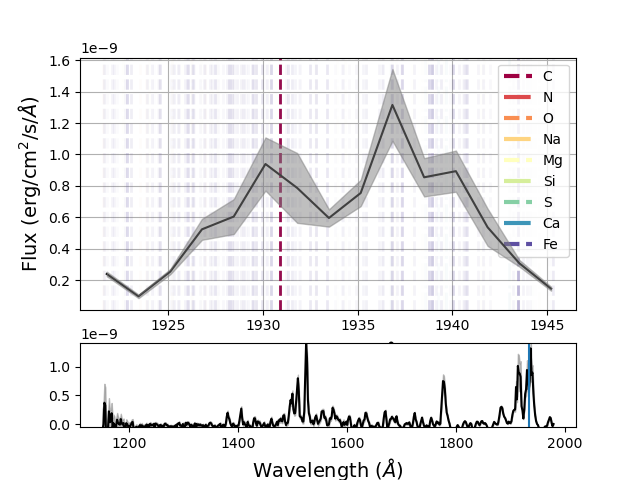 1e−9
Flux (erg/cm²/s/Å)
1.6
1.4
1.2
1.0
0.8
0.6
0.4
0.2
C
N
O
Na
Mg
Si
S
Ca
Fe
1925 1930 1935 1940 1945
1e−9
1.0
0.5
0.0
1200 1400 1600 1800 2000
Wavelength (Å)